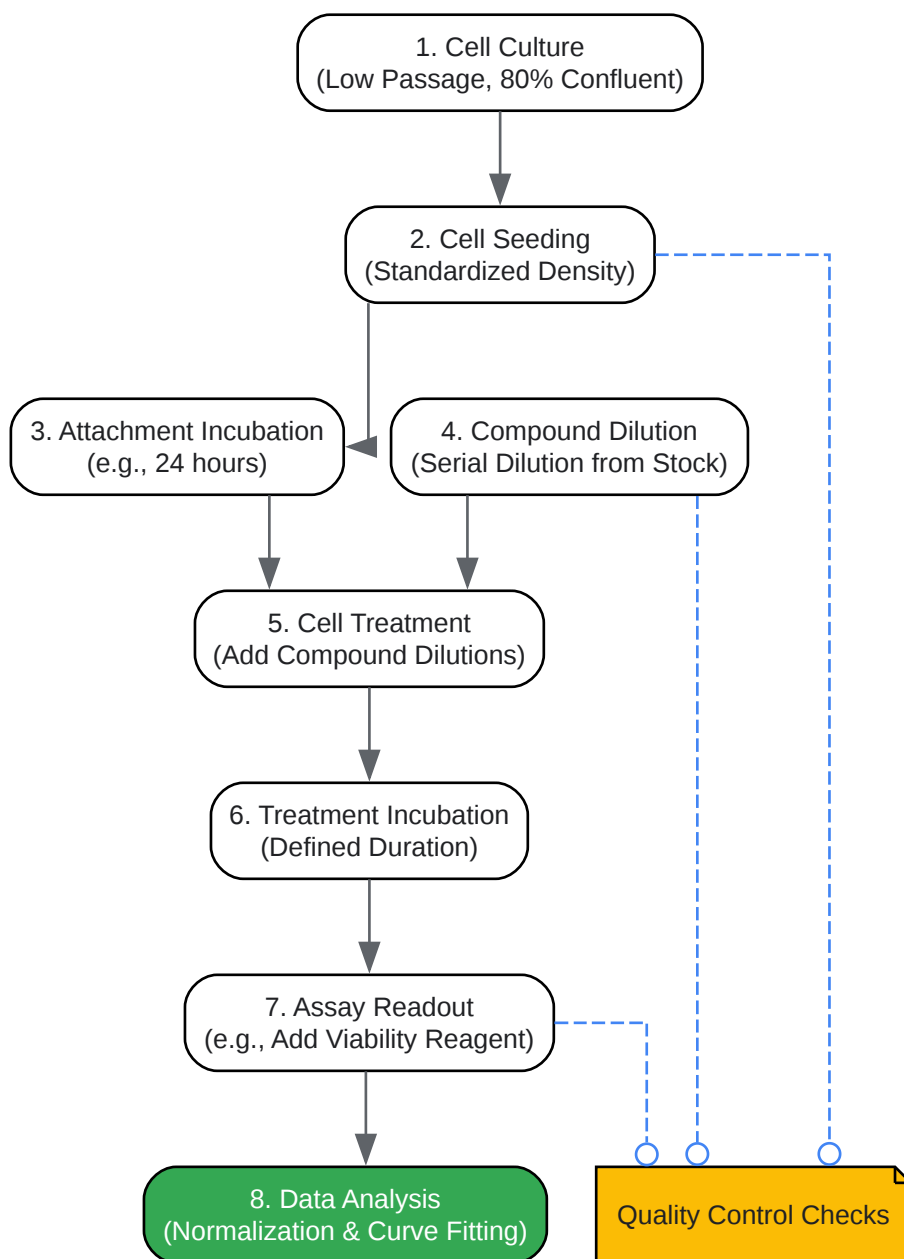 1. Cell Culture
(Low Passage, 80% Confluent)
2. Cell Seeding
(Standardized Density)
3. Attachment Incubation
(e.g., 24 hours)
4. Compound Dilution
(Serial Dilution from Stock)
5. Cell Treatment
(Add Compound Dilutions)
6. Treatment Incubation
(Defined Duration)
7. Assay Readout
(e.g., Add Viability Reagent)
8. Data Analysis
(Normalization & Curve Fitting)
Quality Control Checks